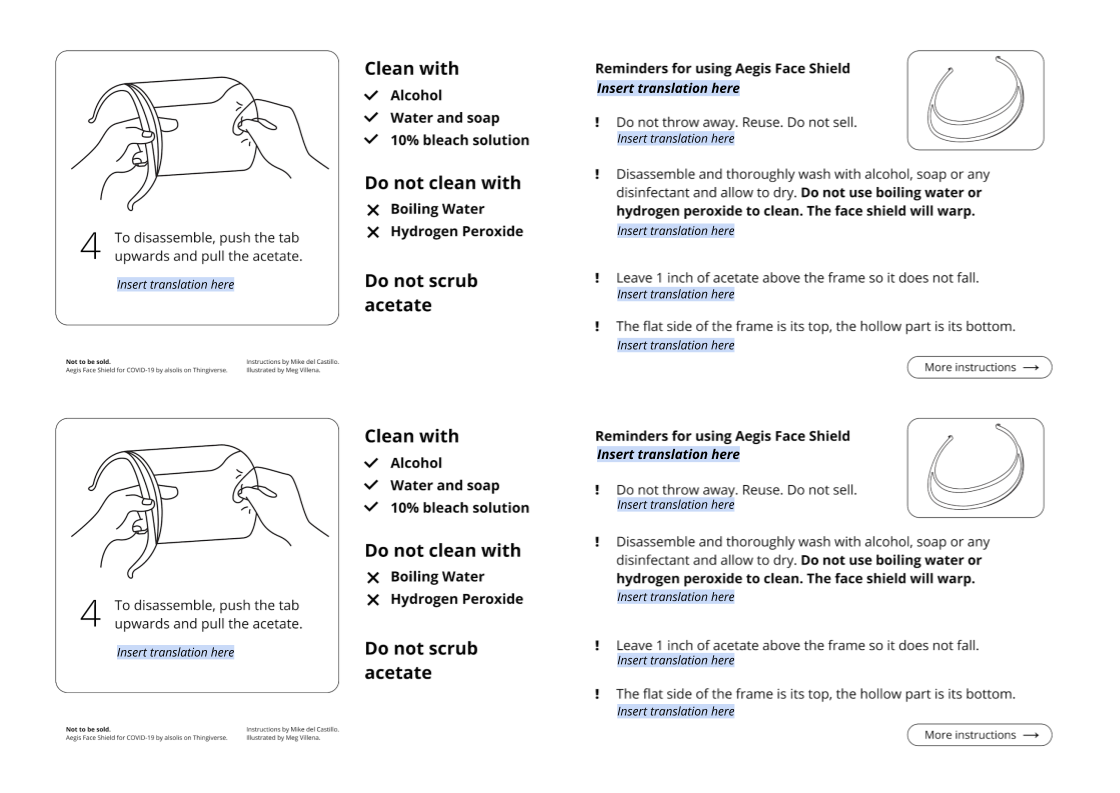 4
To disassemble, push the tab
upwards and pull the acetate.
Insert translation here
Not to be sold.
Aegis Face Shield for COVID-19 by alsolis on Thingiverse.
Instructions by Mike del Castillo.
Illustrated by Meg Villena.
Clean with
Alcohol
Water and soap
10% bleach solution
Do not clean with
Boiling Water
Hydrogen Peroxide
Do not scrub
acetate
Reminders for using Aegis Face Shield
Insert translation here
! Do not throw away. Reuse. Do not sell.
Insert translation here
! Disassemble and thoroughly wash with alcohol, soap or any
disinfectant and allow to dry. Do not use boiling water or
hydrogen peroxide to clean. The face shield will warp.
Insert translation here
! Leave 1 inch of acetate above the frame so it does not fall.
Insert translation here
! The flat side of the frame is its top, the hollow part is its bottom.
Insert translation here
More instructions →
4
To disassemble, push the tab
upwards and pull the acetate.
Insert translation here
Not to be sold.
Aegis Face Shield for COVID-19 by alsolis on Thingiverse.
Instructions by Mike del Castillo.
Illustrated by Meg Villena.
Clean with
Alcohol
Water and soap
10% bleach solution
Do not clean with
Boiling Water
Hydrogen Peroxide
Do not scrub
acetate
Reminders for using Aegis Face Shield
Insert translation here
! Do not throw away. Reuse. Do not sell.
Insert translation here
! Disassemble and thoroughly wash with alcohol, soap or any
disinfectant and allow to dry. Do not use boiling water or
hydrogen peroxide to clean. The face shield will warp.
Insert translation here
! Leave 1 inch of acetate above the frame so it does not fall.
Insert translation here
! The flat side of the frame is its top, the hollow part is its bottom.
Insert translation here
More instructions →